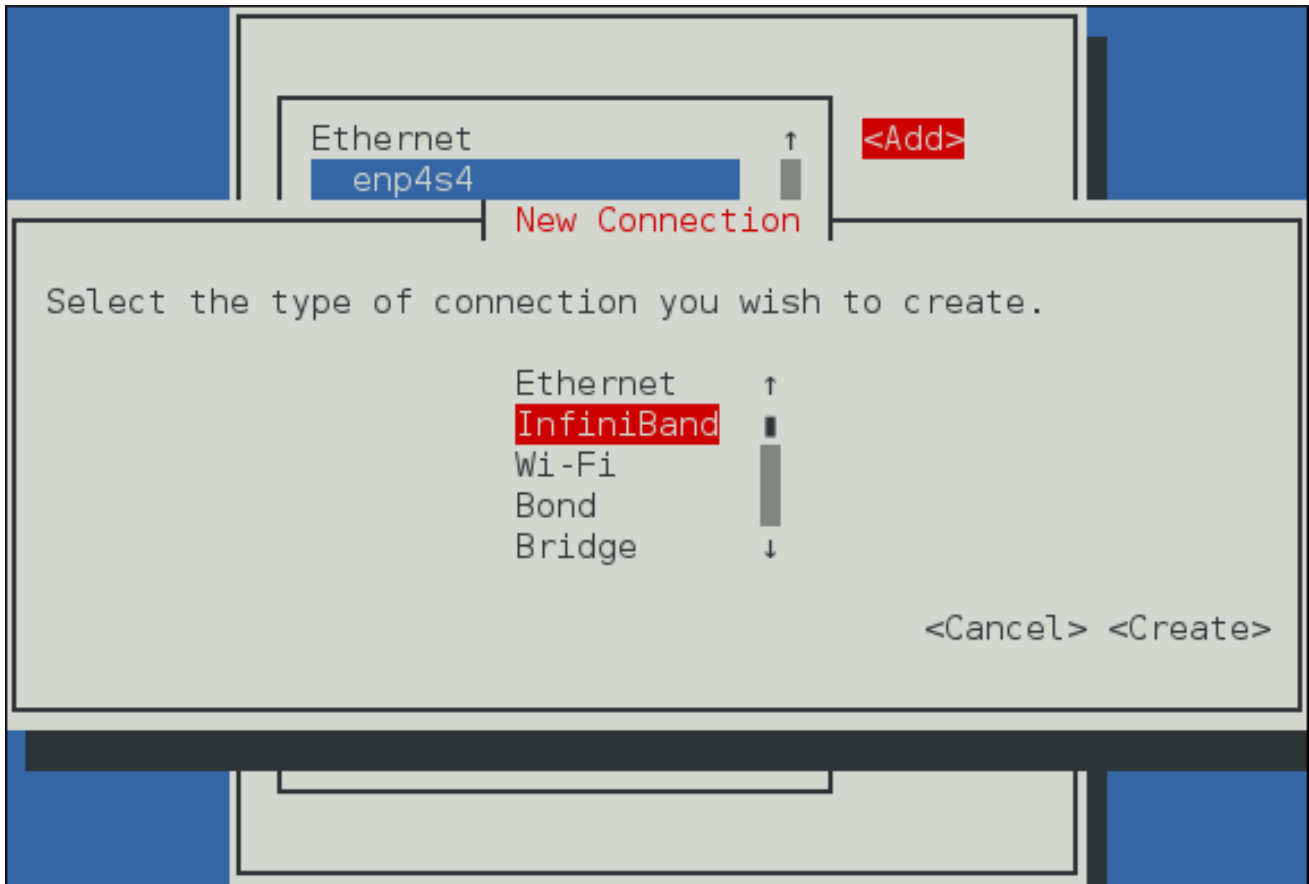 Ethernet ↑ <Add>
enp4s4
New Connection
Select the type of connection you wish to create.
Ethernet ↑
InfiniBand
Wi-Fi
Bond
Bridge ↓
<Cancel> <Create>